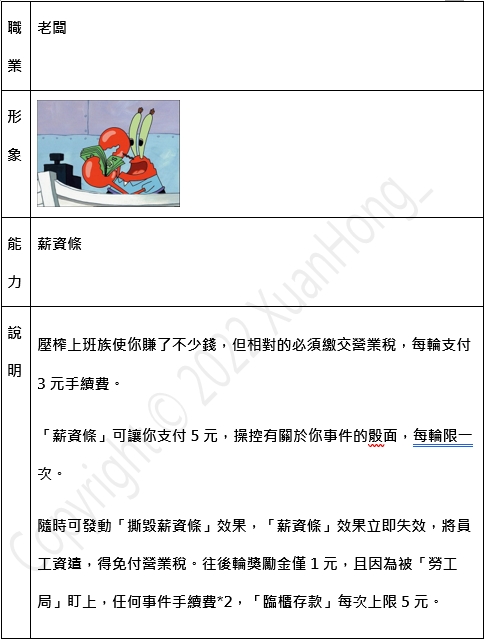 職業
老闆
形象
能力
薪資條
說明
壓榨上班族使你賺了不少錢，但相對的必須繳交營業稅，每輪支付
3 元手續費。
「薪資條」可讓你支付 5 元，操控有關於你事件的骰面，每輪限一
次。
隨時可發動「撕毀薪資條」效果，「薪資條」效果立即失效，將員
工資遣，得免付營業稅。往後輪獎勵金僅 1 元，且因為被「勞工
局」盯上，任何事件手續費*2，「臨櫃存款」每次上限 5 元。
Copyright © 2022 XuanHong_